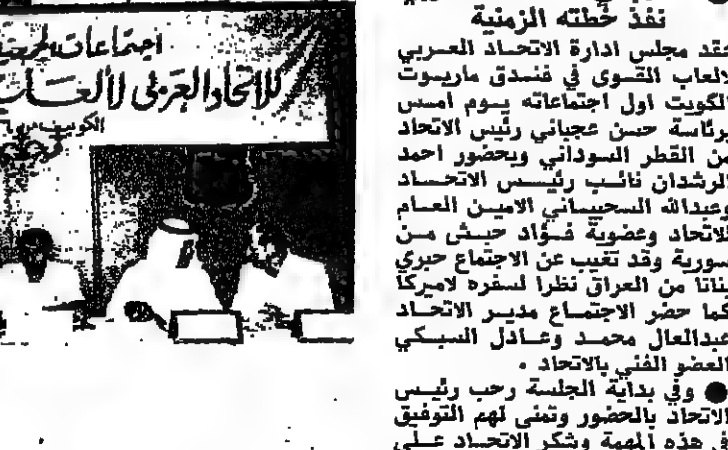 نفذ خطته الزمنية
عقد مجلس ادارة الاتحاد العربي
لالعاب القوى في فندق ماريوت
الكويت اول اجتماعاته يوم امس
برئاسة حسن عجباني رئيس الاتحاد
من القطر السوداني وبحضور احمد
الرشدان نائب رئيس الاتحاد
وعبدالله السحيباني الامين العام
للاتحاد وعضوية فؤاد حبش من
سورية وقد تغيب عن الاجتماع حبري
من العراق نظرا لسفره لاميركا
كما حضر الاجتماع مدير الاتحاد
عبدالعال محمد وعادل السبكي
العضو الفني بالاتحاد .
● وفي بداية الجلسة رحب رئيس
الاتحاد بالحضور وتمنى لهم التوفيق
في هذه المهمة وشكر الاتحاد على
اجتماعات
للاتحاد العربي لألعاب
الكويت